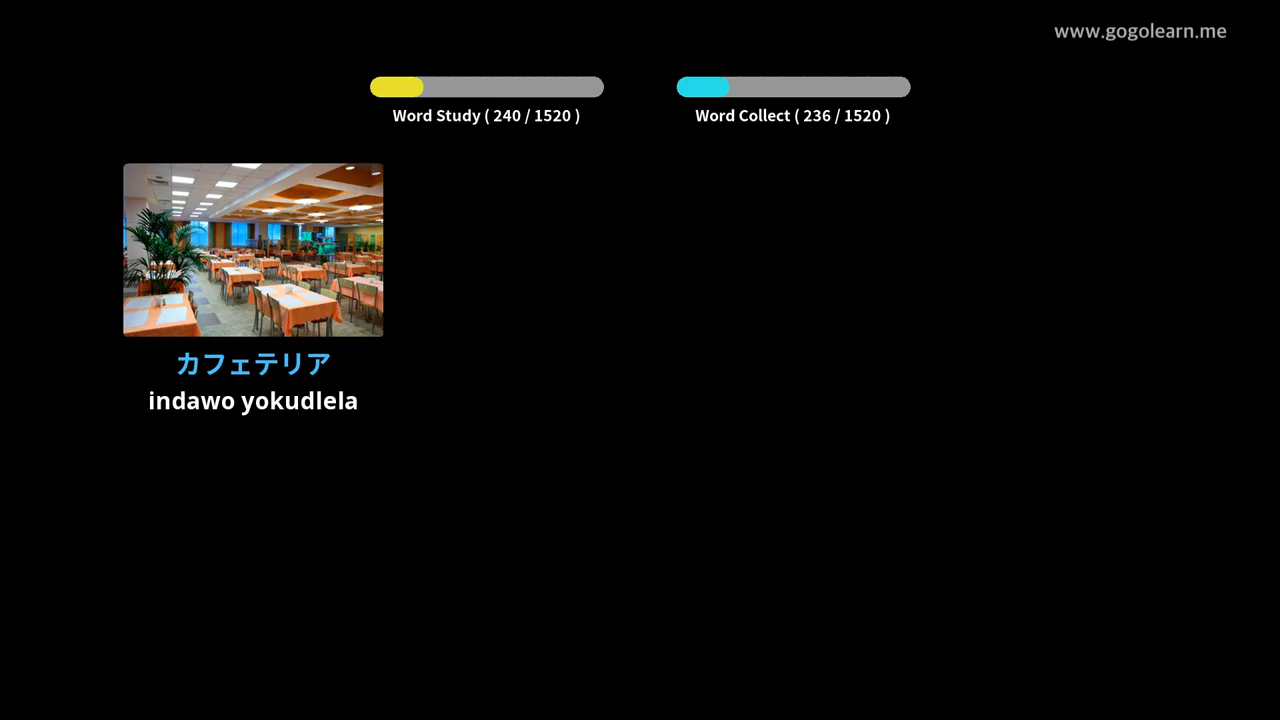 www.gogolearn.me
Word Study ( 240 / 1520 )
Word Collect ( 236 / 1520 )
カフェテリア
indawo yokudlela